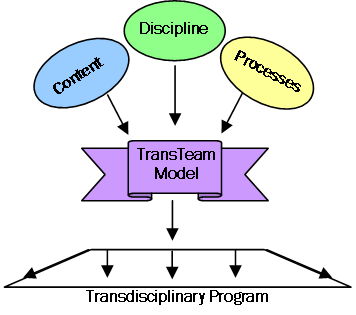 Content
Discipline
Processes
TransTeam
Model
Transdisciplinary Program